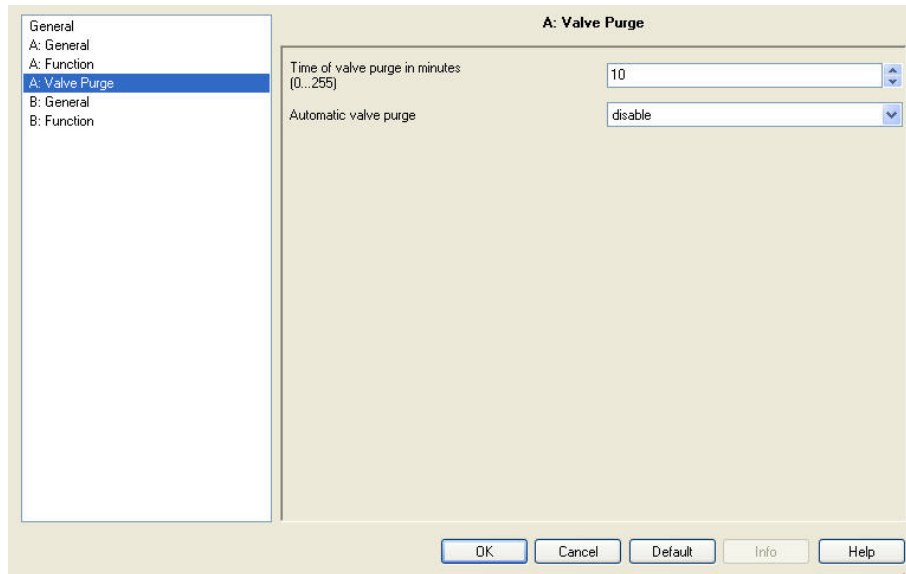 General
A: General
A: Function
A: Valve Purge
B: General
B: Function
A: Valve Purge
Time of valve purge in minutes
(0...255)
10
Automatic valve purge
disable
OK
Cancel
Default
Info
Help